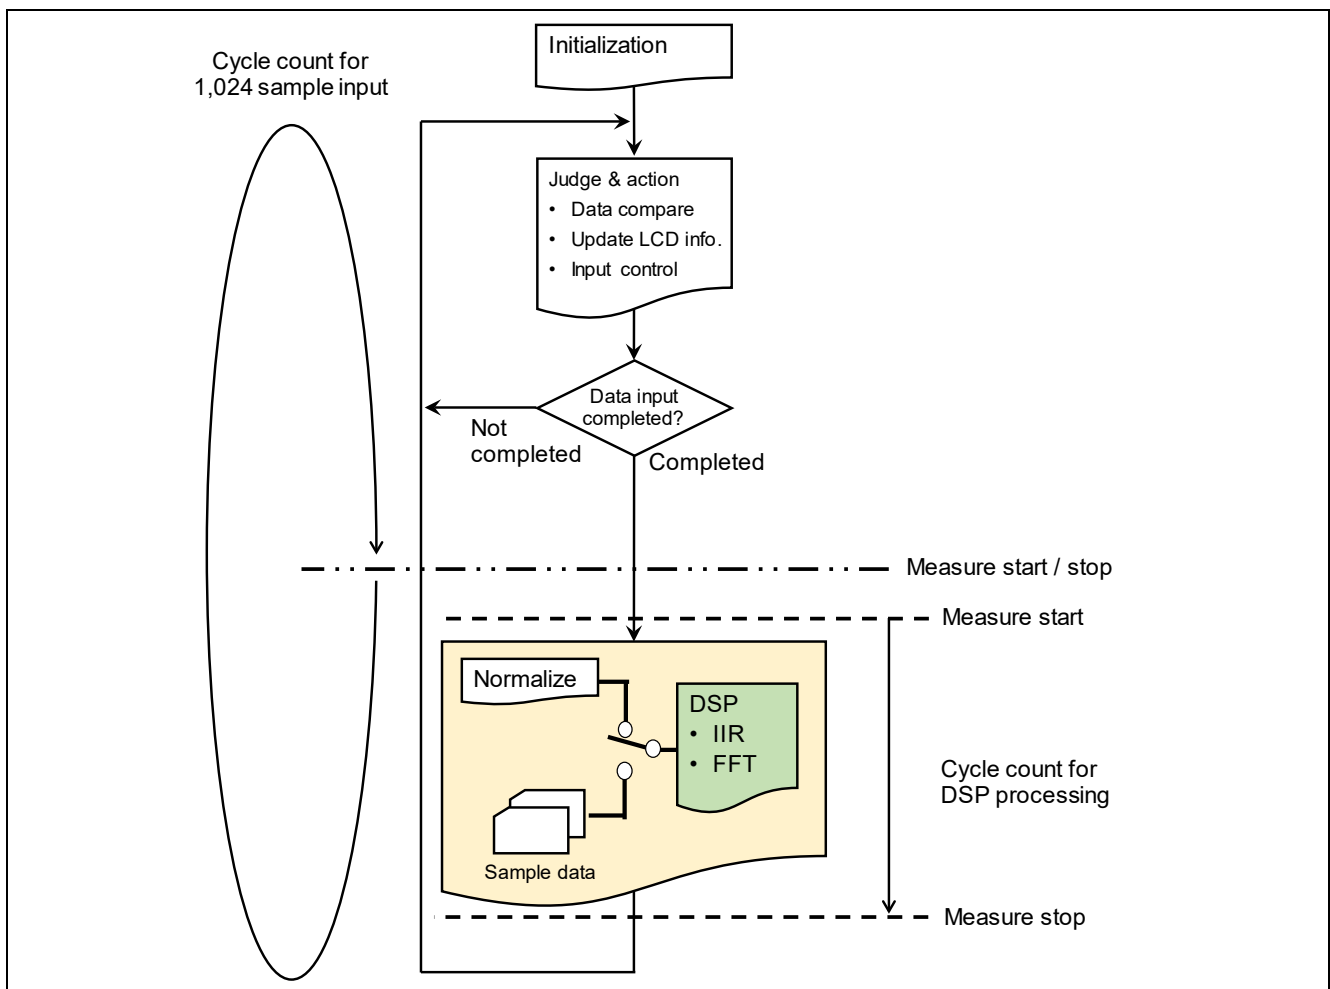 Initialization
Cycle count for
1,024 sample input
Judge & action
• Data compare
• Update LCD info.
• Input control
Data input
completed?
Not
completed
Completed
Measure start / stop
Measure start
Normalize
DSP
• IIR
• FFT
Cycle count for
DSP processing
Sample data
Measure stop